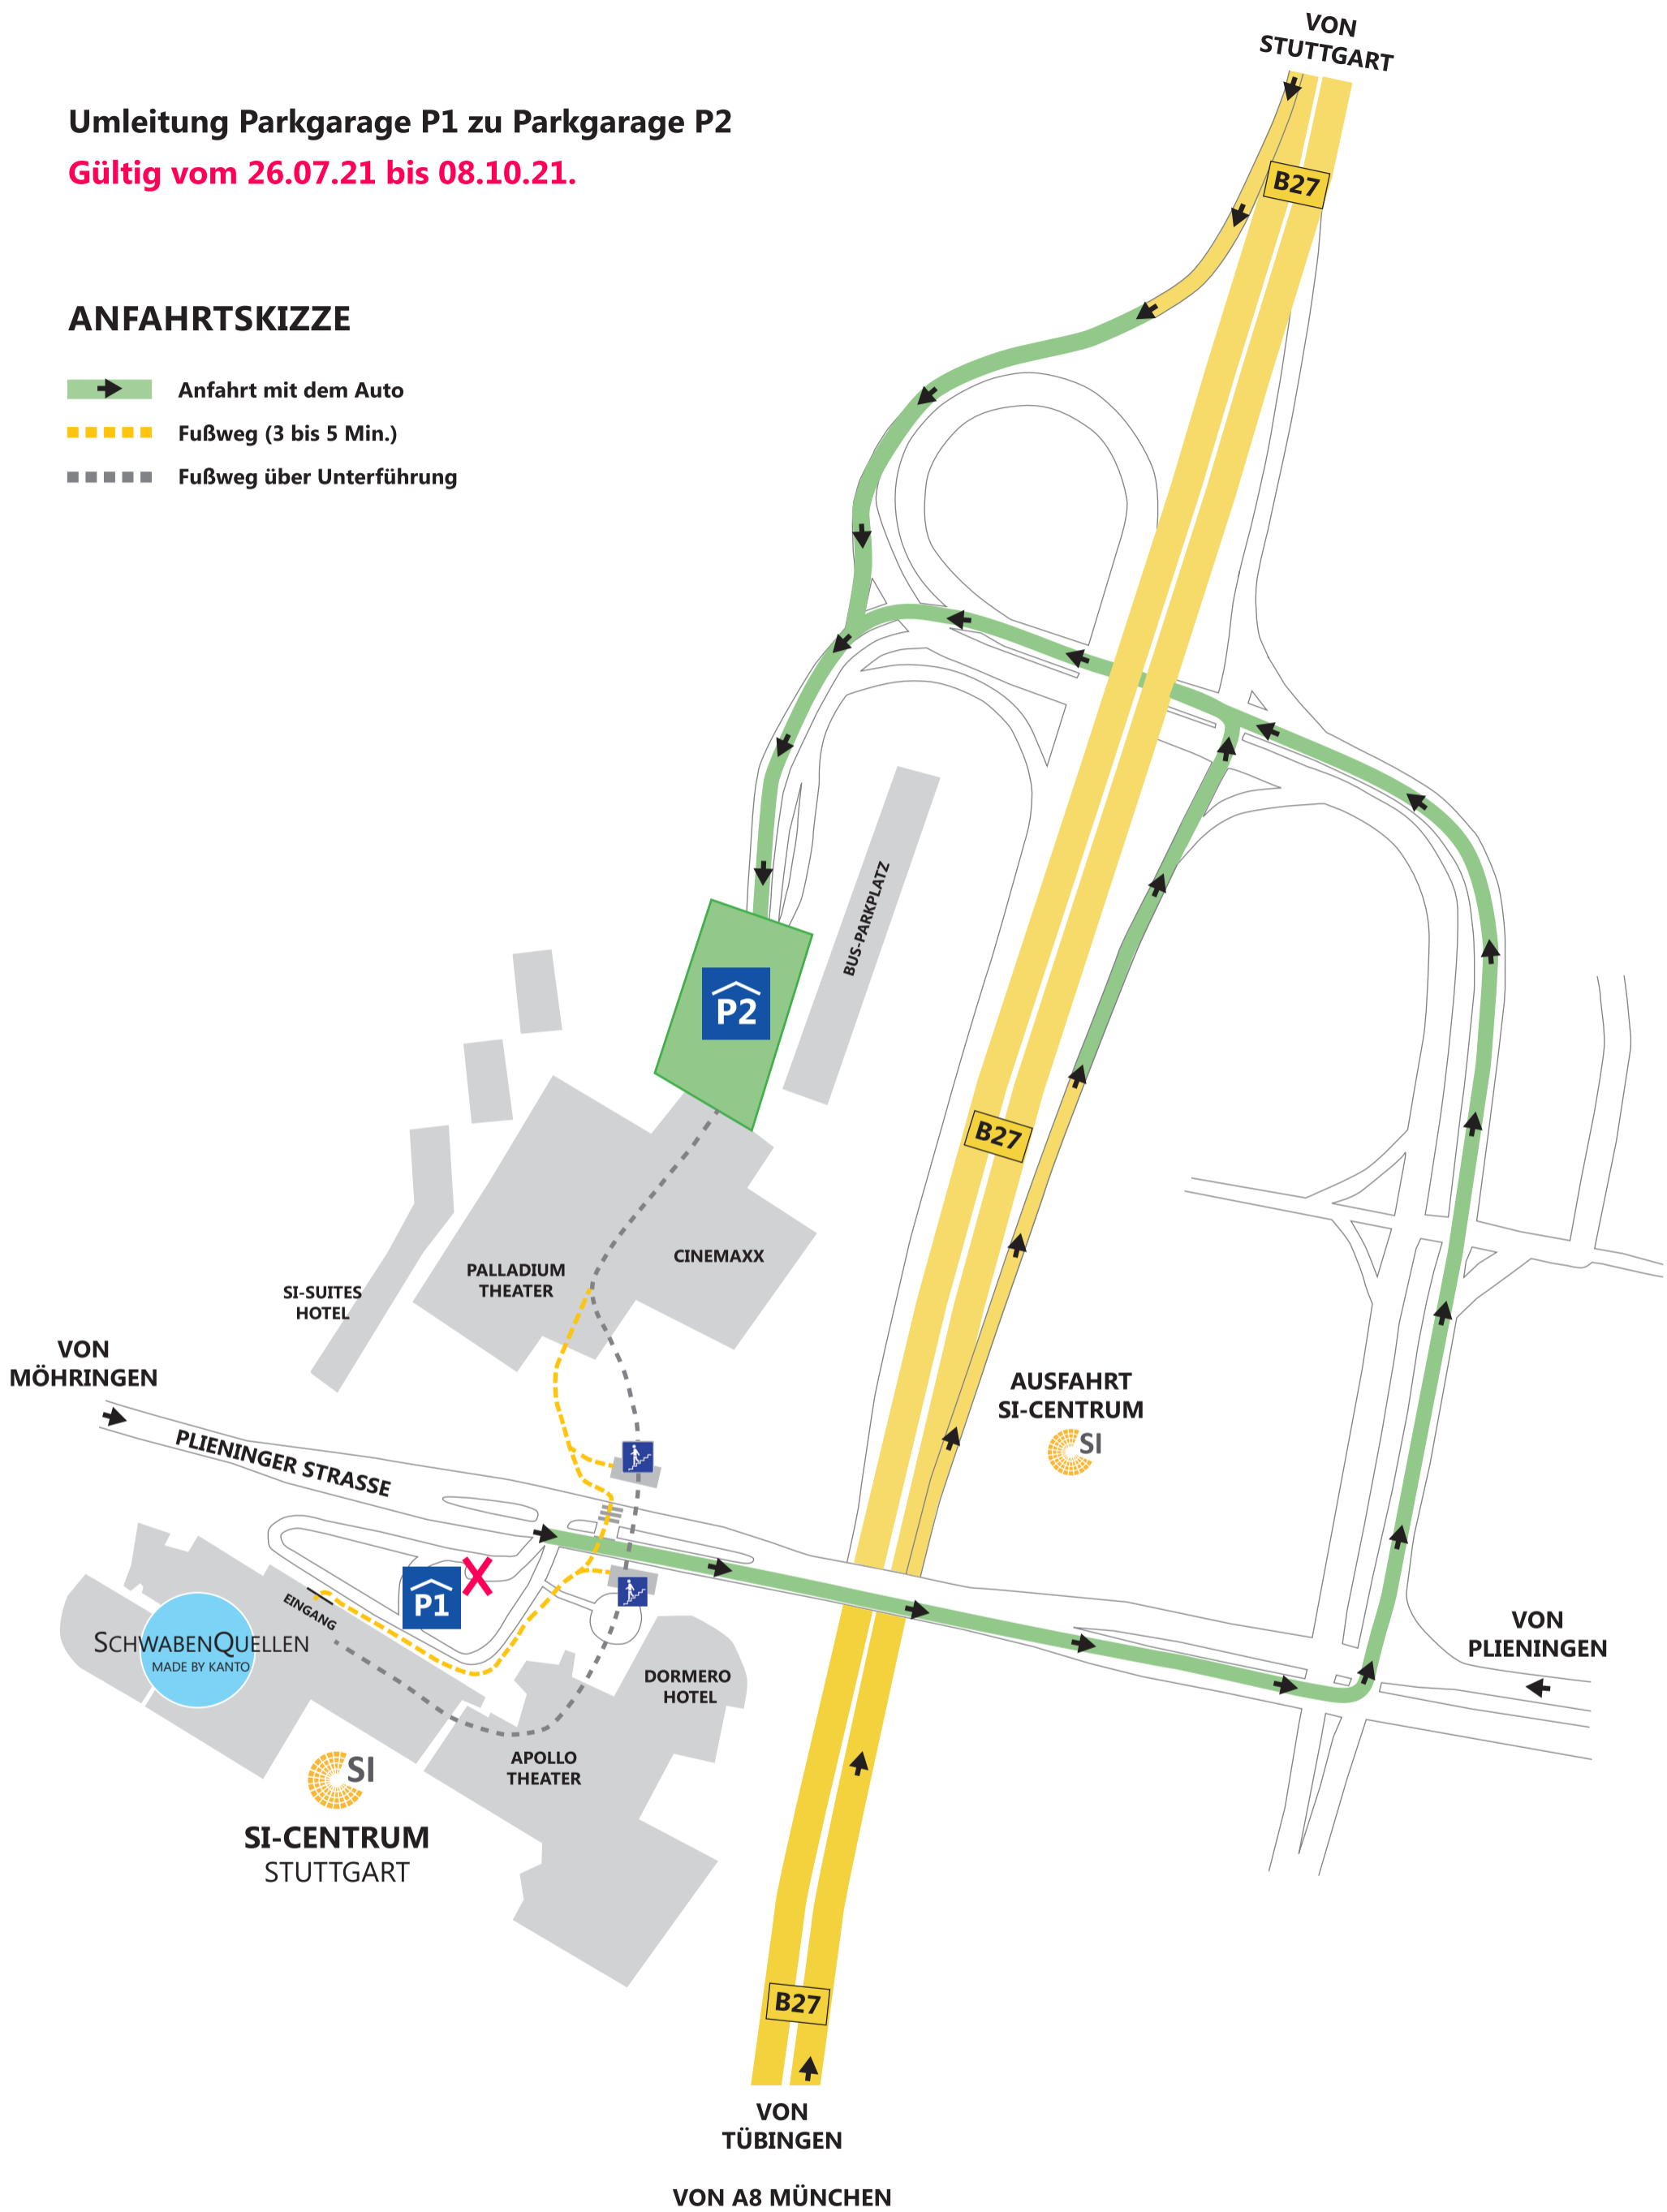 VON
STUTTGART
Umleitung Parkgarage P1 zu Parkgarage P2
Gültig vom 26.07.21 bis 08.10.21.
B27
ANFAHRTSKIZZE
Anfahrt mit dem Auto
Fußweg (3 bis 5 Min.)
Fußweg über Unterführung
BUS-PARKPLATZ
P2
B27
CINEMAXX
PALLADIUM
THEATER
SI-SUITES
HOTEL
VON
MÖHRINGEN
AUSFAHRT
SI-CENTRUM
SI
PLIENINGER STRASSE
P1
EINGANG
SCHWABENQUELLEN
MADE BY KANTO
DORMERO
HOTEL
VON
PLIENINGEN
APOLLO
THEATER
SI
SI-CENTRUM
STUTTGART
B27
VON
TÜBINGEN
VON A8 MÜNCHEN